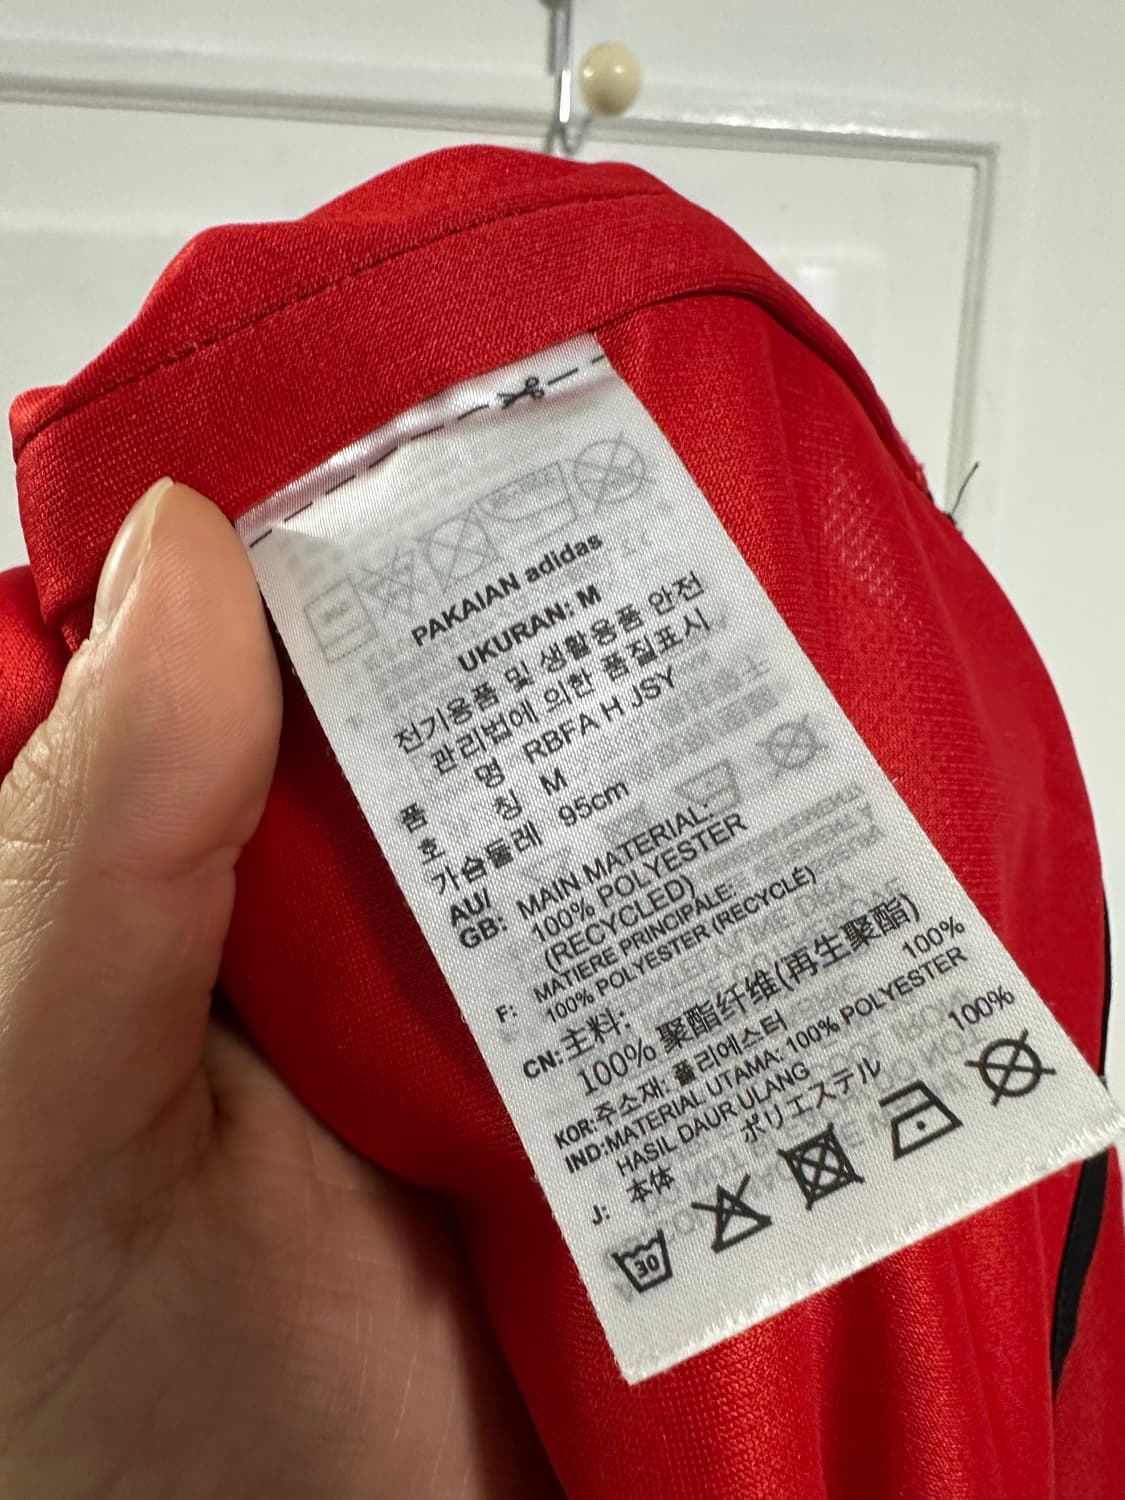 PAKAIAN adidas
UKURAN: M
전기용품 및 생활용품 안전
관리법에 의한 품질표시
품 명 RBFA H JSY
호 칭 M
가슴둘레 95cm
AU/
GB: MAIN MATERIAL:
100% POLYESTER
(RECYCLED)
F: MATIERE PRINCIPALE:
100% POLYESTER (RECYCLÉ)
CN: 主料:
100% 聚酯纤维(再生聚酯)
KOR: 주소재: 폴리에스터 100%
IND: MATERIAL UTAMA: 100% POLYESTER
HASIL DAUR ULANG
J: 本体 ポリエステル 100%
30